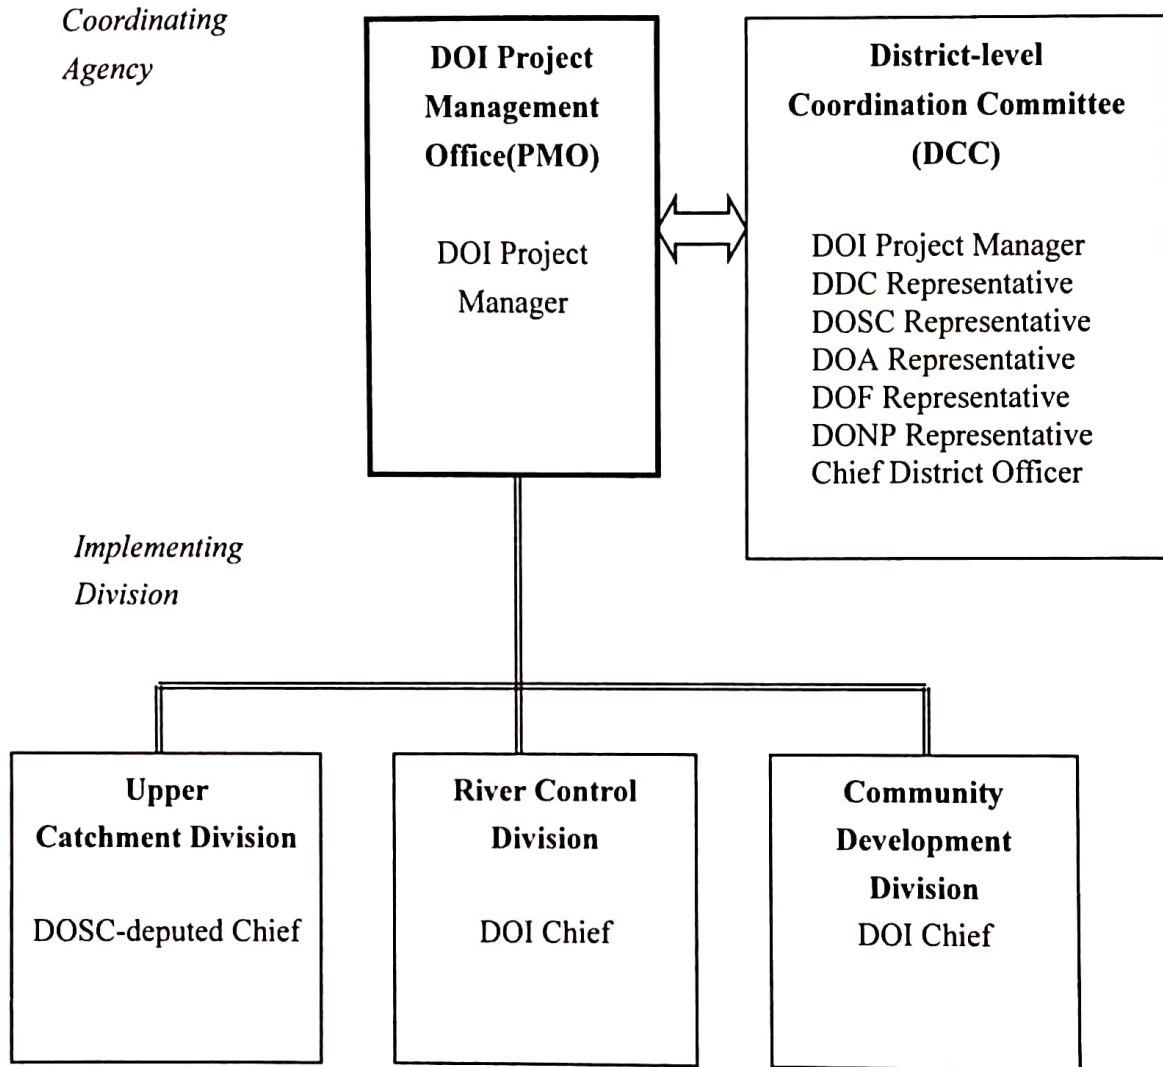 Coordinating
Agency
DOI Project
Management
Office(PMO)
DOI Project
Manager
District-level
Coordination Committee
(DCC)
DOI Project Manager
DDC Representative
DOSC Representative
DOA Representative
DOF Representative
DONP Representative
Chief District Officer
Implementing
Division
Upper
Catchment Division
DOSC-deputed Chief
River Control
Division
DOI Chief
Community
Development
Division
DOI Chief